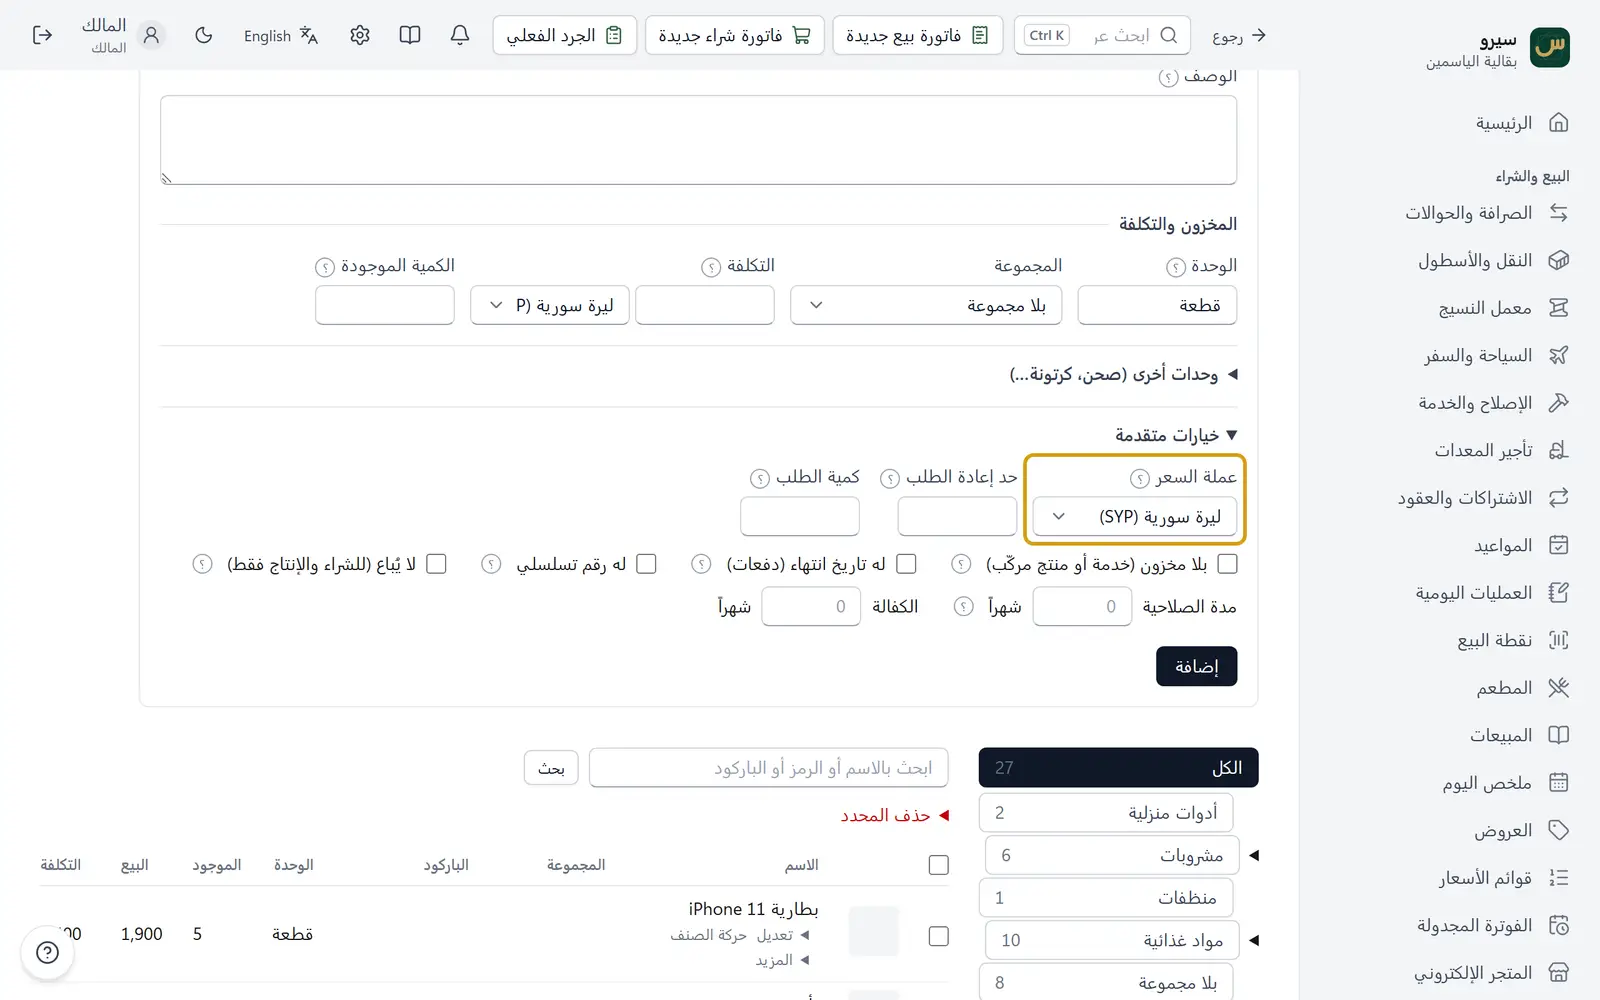 سيرو
بقالية الياسمين
رجوع
ابحث عر
Ctrl K
فاتورة بيع جديدة
فاتورة شراء جديدة
الجرد الفعلي
English
المالك
المالك
الرئيسية
البيع والشراء
الصرافة والحوالات
النقل والأسطول
معمل النسيج
السياحة والسفر
الإصلاح والخدمة
تأجير المعدات
الاشتراكات والعقود
المواعيد
العمليات اليومية
نقطة البيع
المطعم
المبيعات
ملخص اليوم
العروض
قوائم الأسعار
الفوترة المجدولة
المتجر الإلكتروني
الوصف
المخزون والتكلفة
الوحدة
المجموعة
التكلفة
الكمية الموجودة
قطعة
بلا مجموعة
ليرة سورية (P
وحدات أخرى (صحن، كرتونة...)
خيارات متقدمة
عملة السعر
حد إعادة الطلب
كمية الطلب
ليرة سورية (SYP)
بلا مخزون (خدمة أو منتج مركّب)
له تاريخ انتهاء (دفعات)
له رقم تسلسلي
لا يُباع (للشراء والإنتاج فقط)
مدة الصلاحية 0 شهراً
الكفالة 0 شهراً
إضافة
الكل 27
أدوات منزلية 2
مشروبات 6
منظفات 1
مواد غذائية 10
بلا مجموعة 8
ابحث بالاسم أو الرمز أو الباركود
بحث
حذف المحدد
الاسم المجموعة الباركود الوحدة الموجود البيع التكلفة
بطارية iPhone 11
تعديل حركة الصنف
المزيد
قطعة 5 1,900